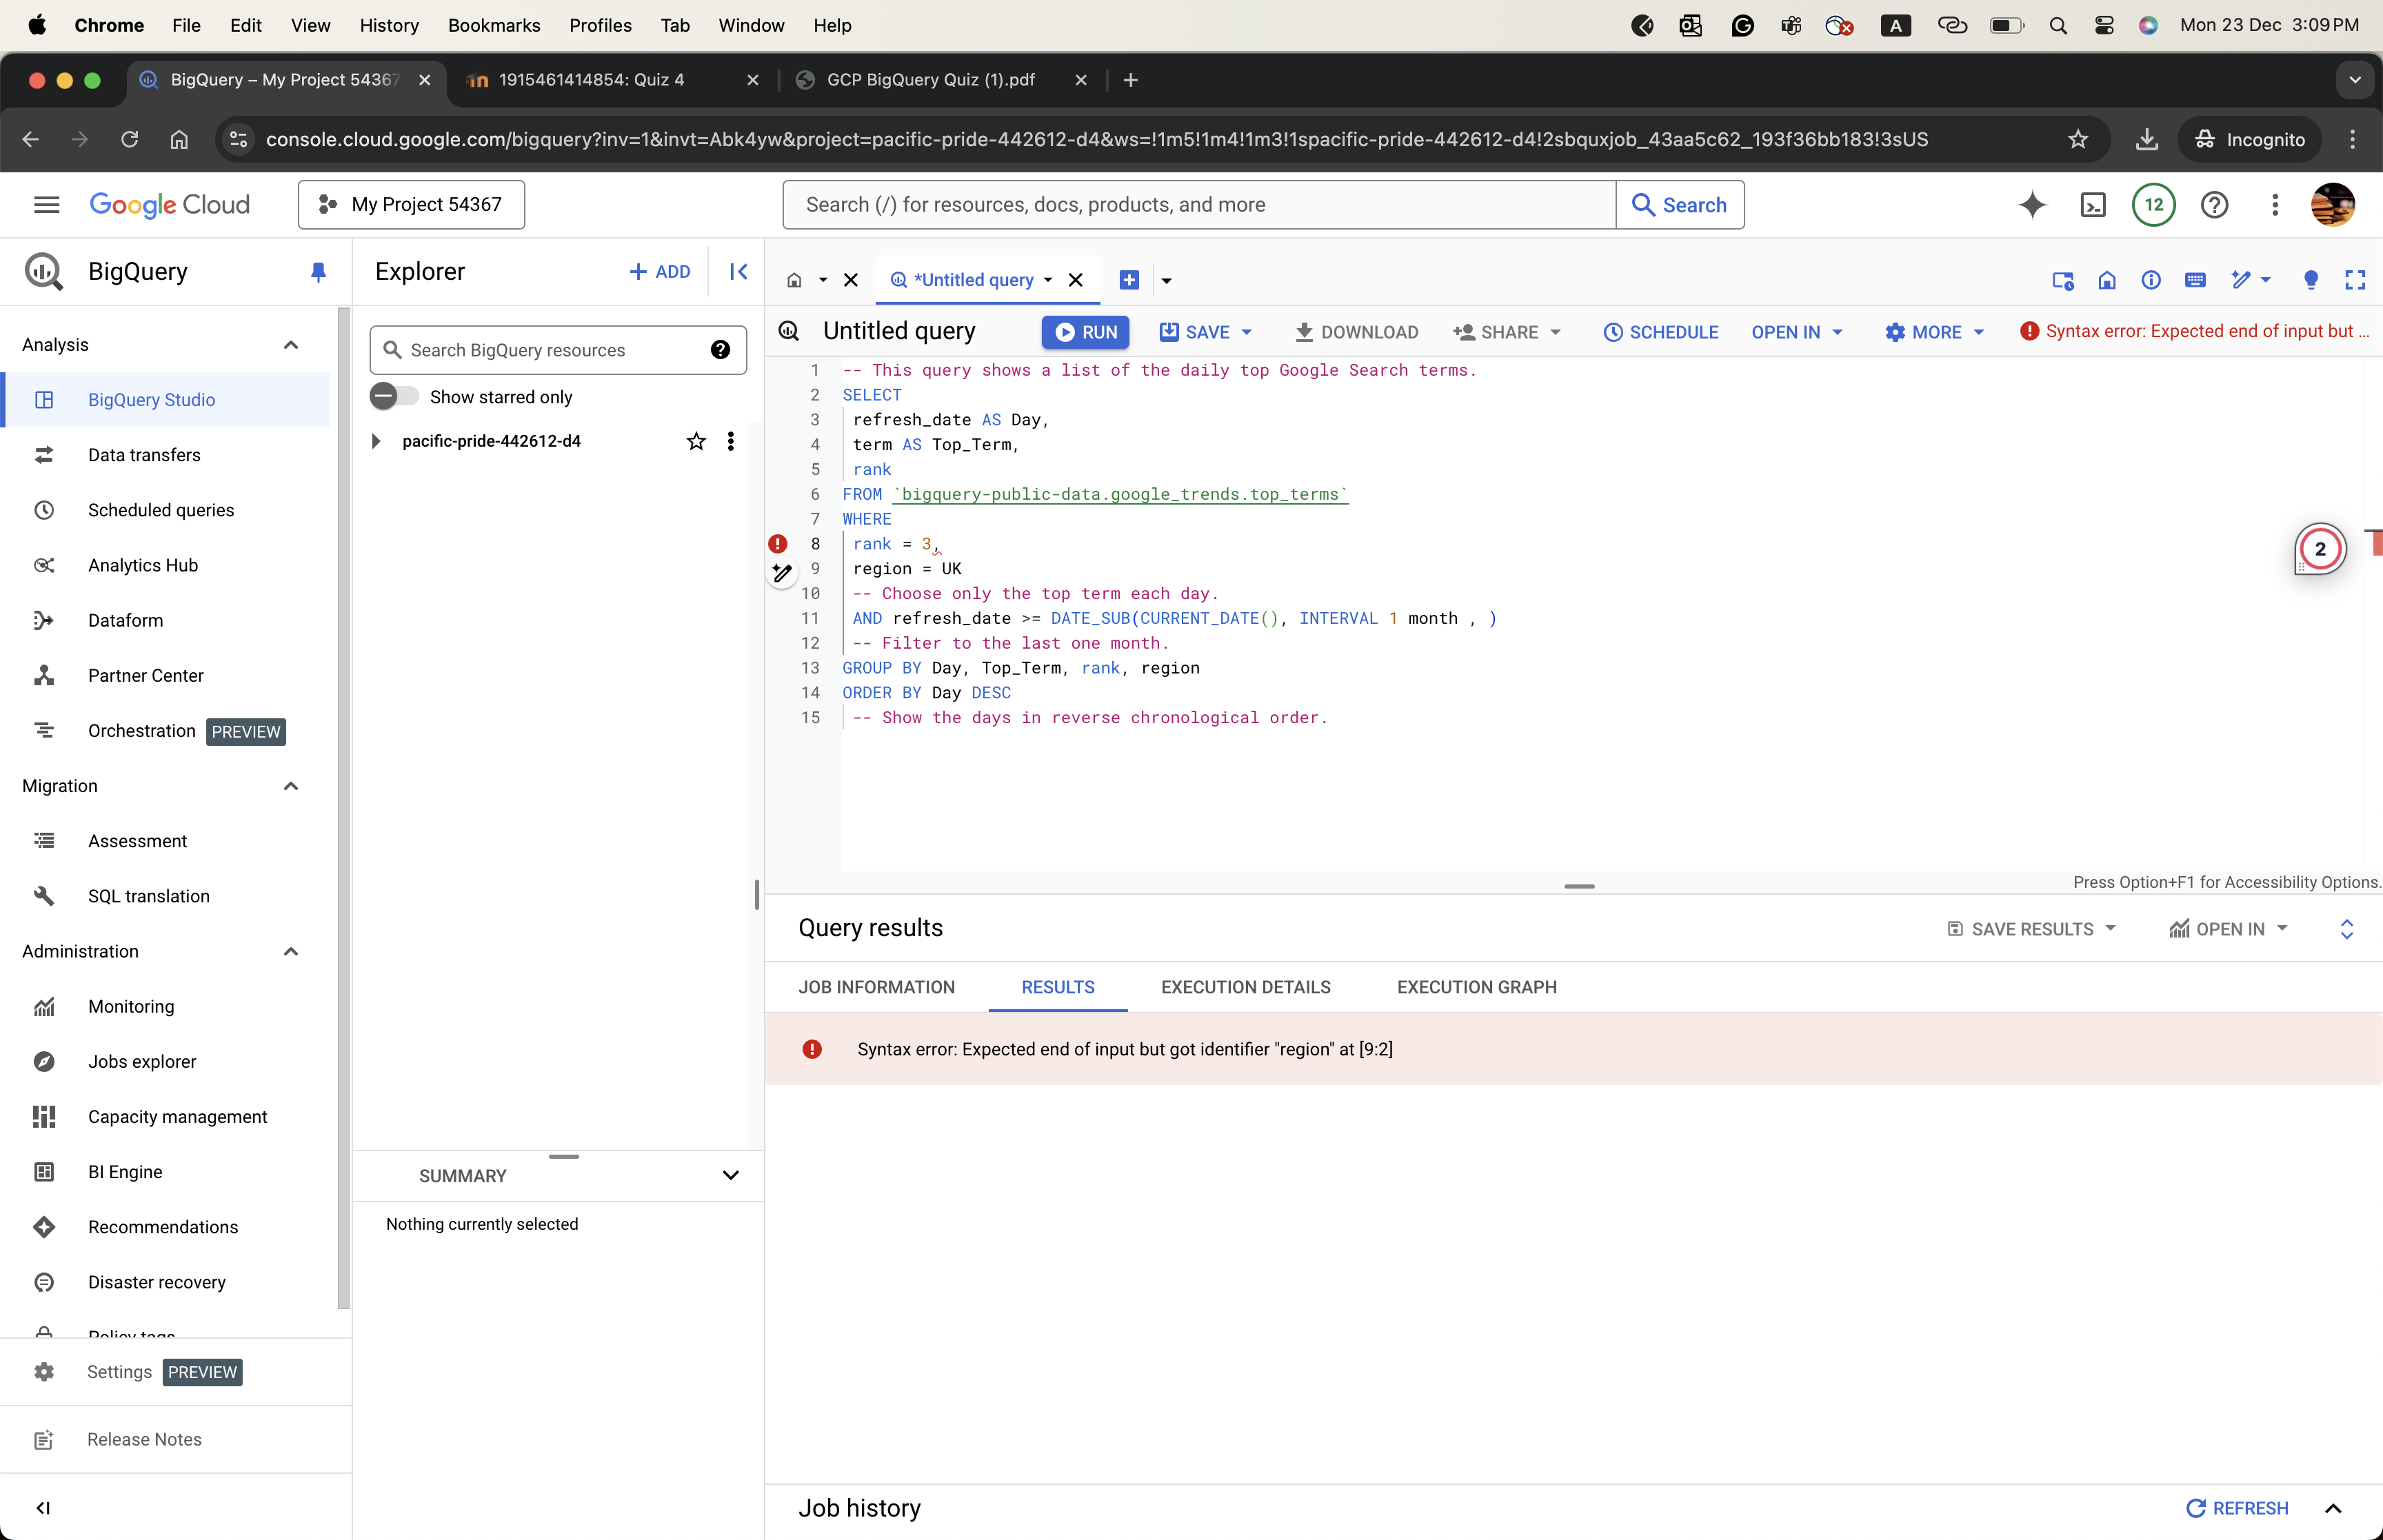 Chrome File Edit View History Bookmarks Profiles Tab Window Help A Mon 23 Dec 3:09 PM
BigQuery – My Project 54367 1915461414854: Quiz 4 GCP BigQuery Quiz (1).pdf
console.cloud.google.com/bigquery?inv=1&invt=Abk4yw&project=pacific-pride-442612-d4&ws=!1m5!1m4!1m3!1spacific-pride-442612-d4!2sbquxjob_43aa5c62_193f36bb183!3sUS Incognito
Google Cloud My Project 54367 Search (/) for resources, docs, products, and more Search 12
BigQuery
Analysis
BigQuery Studio
Data transfers
Scheduled queries
Analytics Hub
Dataform
Partner Center
Orchestration PREVIEW
Migration
Assessment
SQL translation
Administration
Monitoring
Jobs explorer
Capacity management
BI Engine
Recommendations
Disaster recovery
Policy tags
Settings PREVIEW
Release Notes
Explorer + ADD
Search BigQuery resources
Show starred only
pacific-pride-442612-d4
SUMMARY
Nothing currently selected
*Untitled query
Untitled query RUN SAVE DOWNLOAD SHARE SCHEDULE OPEN IN MORE Syntax error: Expected end of input but ...
1 -- This query shows a list of the daily top Google Search terms.
2 SELECT
3 refresh_date AS Day,
4 term AS Top_Term,
5 rank
6 FROM `bigquery-public-data.google_trends.top_terms`
7 WHERE
8 rank = 3,
9 region = UK
10 -- Choose only the top term each day.
11 AND refresh_date >= DATE_SUB(CURRENT_DATE(), INTERVAL 1 month , )
12 -- Filter to the last one month.
13 GROUP BY Day, Top_Term, rank, region
14 ORDER BY Day DESC
15 -- Show the days in reverse chronological order.
2
Press Option+F1 for Accessibility Options.
Query results SAVE RESULTS OPEN IN
JOB INFORMATION RESULTS EXECUTION DETAILS EXECUTION GRAPH
Syntax error: Expected end of input but got identifier "region" at [9:2]
Job history REFRESH